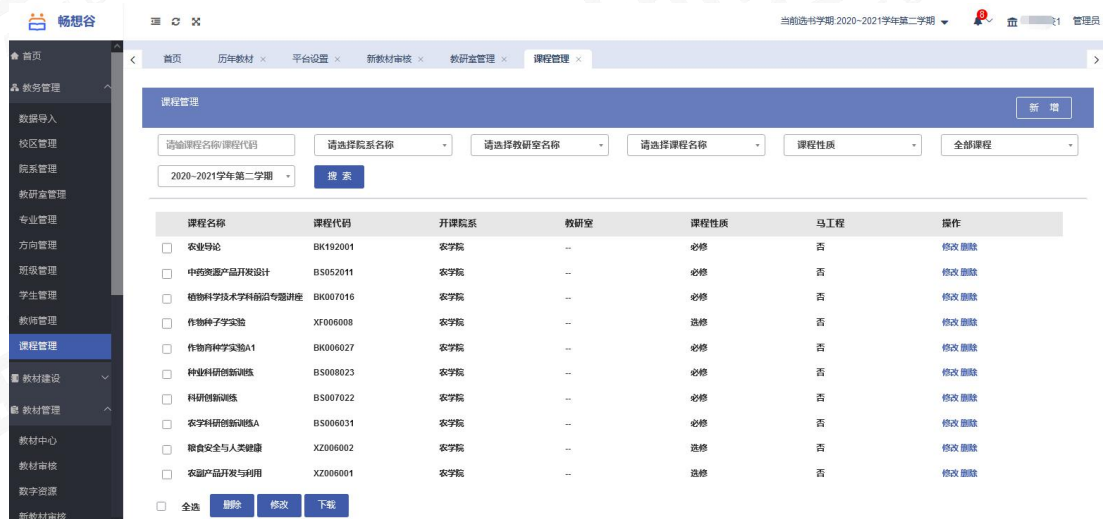 畅想谷
当前选书学期:2020~2021学年第二学期
8
管理员
首页 历年教材 × 平台设置 × 新教材审核 × 教研室管理 × 课程管理 ×
首页
教务管理
数据导入
校区管理
院系管理
教研室管理
专业管理
方向管理
班级管理
学生管理
教师管理
课程管理
教材建设
教材管理
教材中心
教材审核
数字资源
新教材审核
课程管理 新 增
请输课程名称/课程代码 请选择院系名称 请选择教研室名称 请选择课程名称 课程性质 全部课程
2020~2021学年第二学期 搜 索
课程名称 课程代码 开课院系 教研室 课程性质 马工程 操作
农业导论 BK192001 农学院 -- 必修 否 修改 删除
中药资源产品开发设计 BS052011 农学院 -- 必修 否 修改 删除
植物科学技术学科前沿专题讲座 BK007016 农学院 -- 必修 否 修改 删除
作物种子学实验 XF006008 农学院 -- 选修 否 修改 删除
作物育种学实验A1 BK006027 农学院 -- 必修 否 修改 删除
种业科研创新训练 BS008023 农学院 -- 必修 否 修改 删除
科研创新训练 BS007022 农学院 -- 必修 否 修改 删除
农学科研创新训练A BS006031 农学院 -- 必修 否 修改 删除
粮食安全与人类健康 XZ006002 农学院 -- 选修 否 修改 删除
农副产品开发与利用 XZ006001 农学院 -- 选修 否 修改 删除
全选 删除 修改 下载